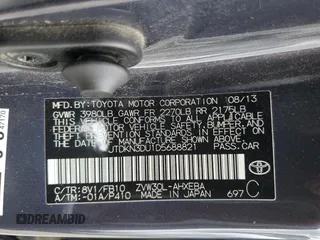 MFD.BY:TOYOTA MOTOR CORPORATION 08/13
GVWR 3980LB GAWR FR 2270LB RR 2175LB
THIS VEHICLE CONFORMS TO ALL APPLICABLE
FEDERAL MOTOR VEHICLE SAFETY, BUMPER, AND
THEFT PREVENTION STANDARDS IN EFFECT ON
THE DATE OF MANUFACTURE SHOWN ABOVE.
JTDKN3DU1D5688821 PASS.CAR
C/TR:8V1/FB10 ZVW30L-AHXEBA
A/TM:-01A/P410 MADE IN JAPAN 697 C
TOYOTA
DREAMBID